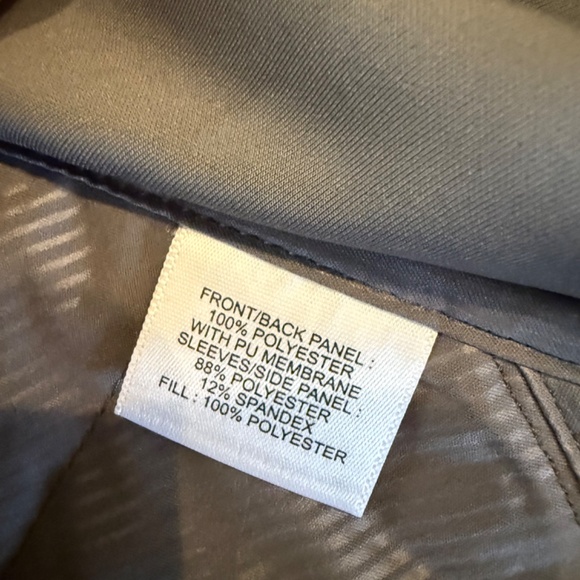 FRONT/BACK PANEL :
100% POLYESTER
WITH PU MEMBRANE
SLEEVES/SIDE PANEL :
88% POLYESTER
12% SPANDEX
FILL : 100% POLYESTER